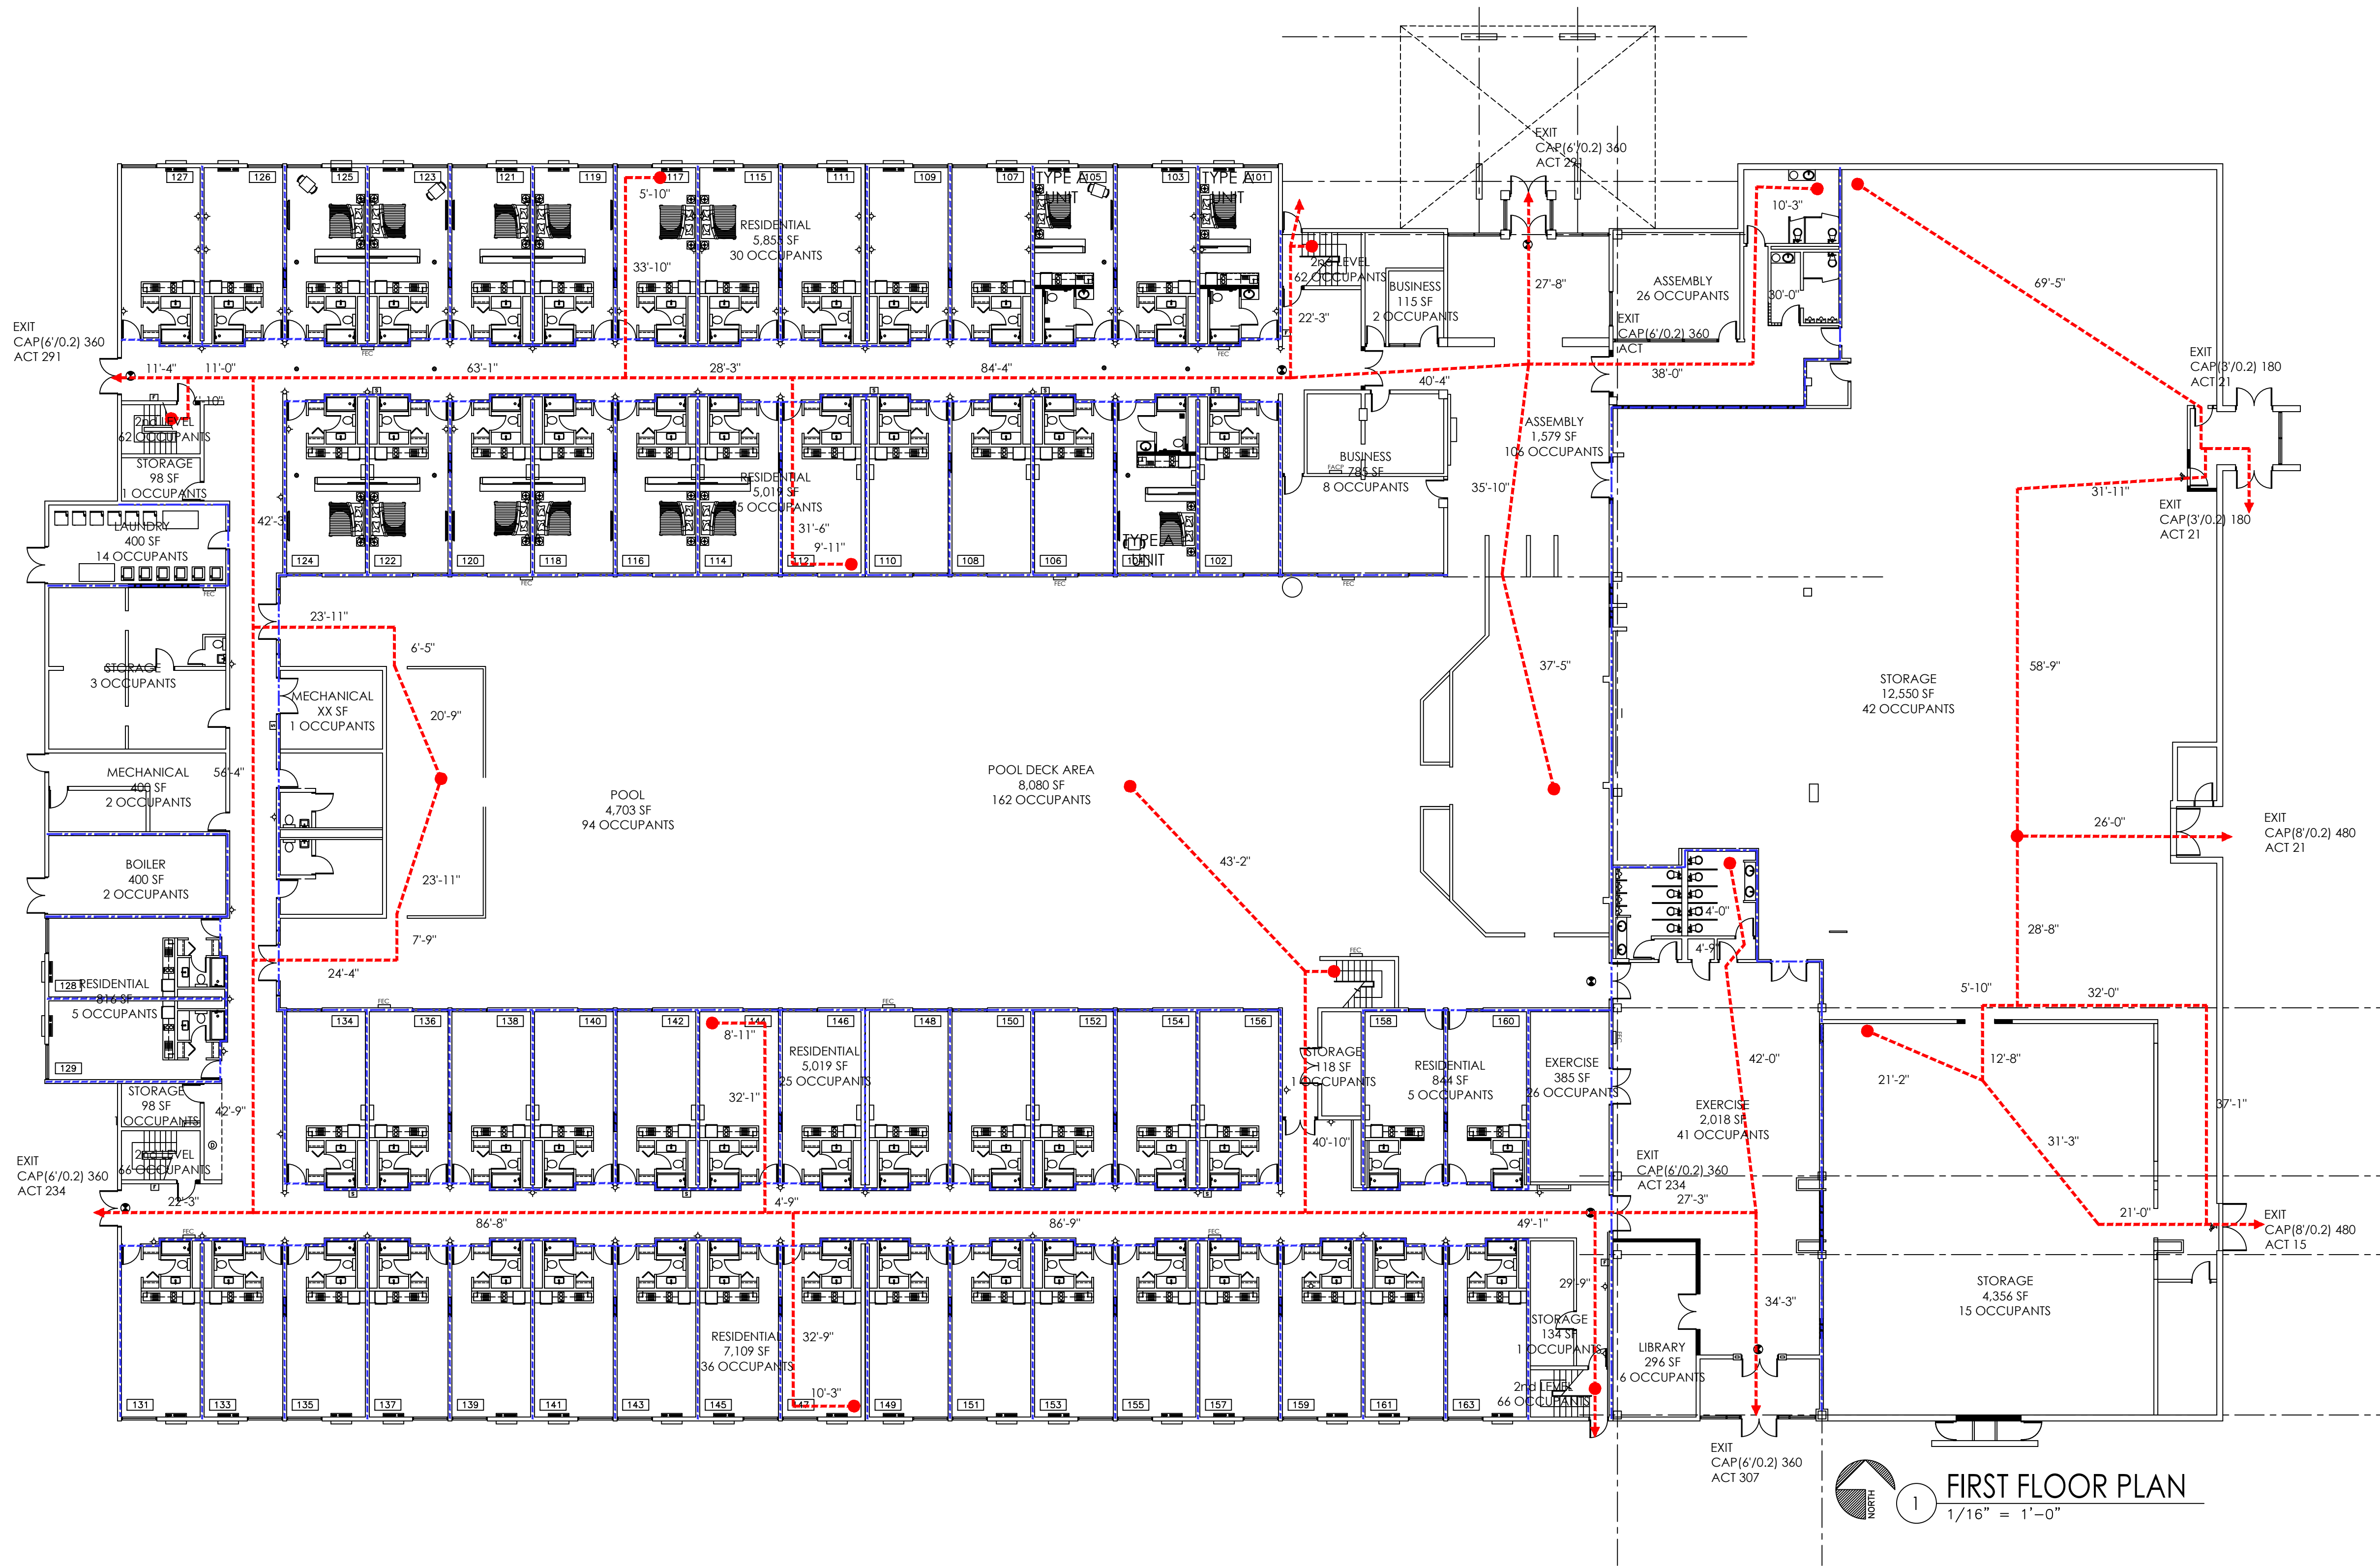 EXIT
CAP(6'/0.2) 360
ACT 291
127
126
125
123
121
119
117
115
111
109
107
105
103
101
TYPE A
UNIT
TYPE A
UNIT
5'-10"
RESIDENTIAL
30 OCCUPANTS
33'-10"
10'-3"
2nd LEVEL
62 OCCUPANTS
BUSINESS
115 SF
2 OCCUPANTS
27'-8"
ASSEMBLY
26 OCCUPANTS
30'-0"
69'-5"
22'-3"
EXIT
CAP(6'/0.2) 360
ACT
EXIT
CAP(6'/0.2) 360
ACT 291
FEC
FEC
EXIT
CAP(3'/0.2) 180
ACT 21
11'-4"
11'-0"
63'-1"
28'-3"
84'-4"
40'-4"
38'-0"
2nd LEVEL
62 OCCUPANTS
STORAGE
98 SF
1 OCCUPANTS
ASSEMBLY
1,579 SF
106 OCCUPANTS
BUSINESS
785 SF
8 OCCUPANTS
FACP
RESIDENTIAL
5,019 SF
35'-10"
31'-11"
EXIT
CAP(3'/0.2) 180
ACT 21
LAUNDRY
400 SF
14 OCCUPANTS
42'-3"
31'-6"
9'-11"
TYPE A
UNIT
124
122
120
118
116
114
112
110
108
106
104
102
FEC
FEC
FEC
FEC
23'-11"
6'-5"
STORAGE
3 OCCUPANTS
MECHANICAL
XX SF
1 OCCUPANTS
20'-9"
37'-5"
58'-9"
STORAGE
12,550 SF
42 OCCUPANTS
MECHANICAL
400 SF
2 OCCUPANTS
56'-4"
POOL
4,703 SF
94 OCCUPANTS
POOL DECK AREA
8,080 SF
162 OCCUPANTS
26'-0"
EXIT
CAP(8'/0.2) 480
ACT 21
BOILER
400 SF
2 OCCUPANTS
23'-11"
43'-2"
14'-0"
7'-9"
4'-9"
28'-8"
24'-4"
FEC
128
RESIDENTIAL
816 SF
5 OCCUPANTS
129
5'-10"
32'-0"
FEC
FEC
134
136
138
140
142
144
146
148
150
152
154
156
158
160
8'-11"
RESIDENTIAL
5,019 SF
25 OCCUPANTS
32'-1"
STORAGE
118 SF
RESIDENTIAL
844 SF
5 OCCUPANTS
EXERCISE
385 SF
26 OCCUPANTS
FEC
42'-0"
12'-8"
21'-2"
EXERCISE
2,018 SF
41 OCCUPANTS
37'-1"
31'-3"
STORAGE
98 SF
1 OCCUPANTS
42'-9"
2nd LEVEL
66 OCCUPANTS
EXIT
CAP(6'/0.2) 360
ACT 234
40'-10"
EXIT
CAP(6'/0.2) 360
ACT 234
22'-3"
4'-9"
86'-8"
86'-9"
49'-1"
27'-3"
21'-0"
EXIT
CAP(8'/0.2) 480
ACT 15
FEC
FEC
29'-9"
34'-3"
STORAGE
4,356 SF
15 OCCUPANTS
RESIDENTIAL
7,109 SF
36 OCCUPANTS
32'-9"
10'-3"
STORAGE
134 SF
1 OCCUPANTS
LIBRARY
296 SF
6 OCCUPANTS
2nd LEVEL
66 OCCUPANTS
131
133
135
137
139
141
143
145
147
149
151
153
155
157
159
161
163
EXIT
CAP(6'/0.2) 360
ACT 307
NORTH
1
FIRST FLOOR PLAN
1/16" = 1'-0"